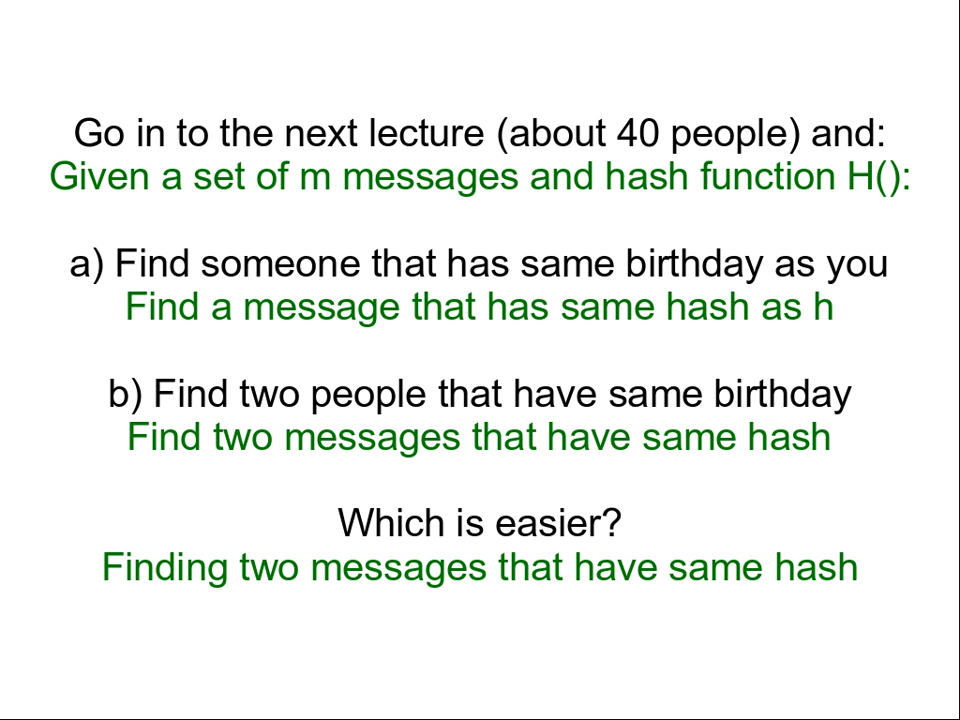 Go in to the next lecture (about 40 people) and:
Given a set of m messages and hash function H():
a) Find someone that has same birthday as you
Find a message that has same hash as h
b) Find two people that have same birthday
Find two messages that have same hash
Which is easier?
Finding two messages that have same hash